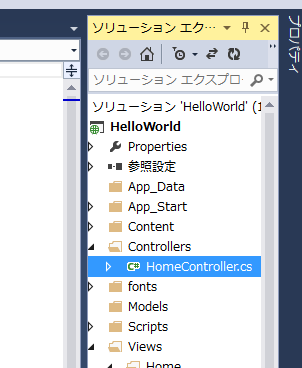 ソリューション エク...
プロパティ
ソリューション エクスプロ
ソリューション 'HelloWorld' (1
HelloWorld
Properties
参照設定
App_Data
App_Start
Content
Controllers
C# HomeController.cs
fonts
Models
Scripts
Views
Home